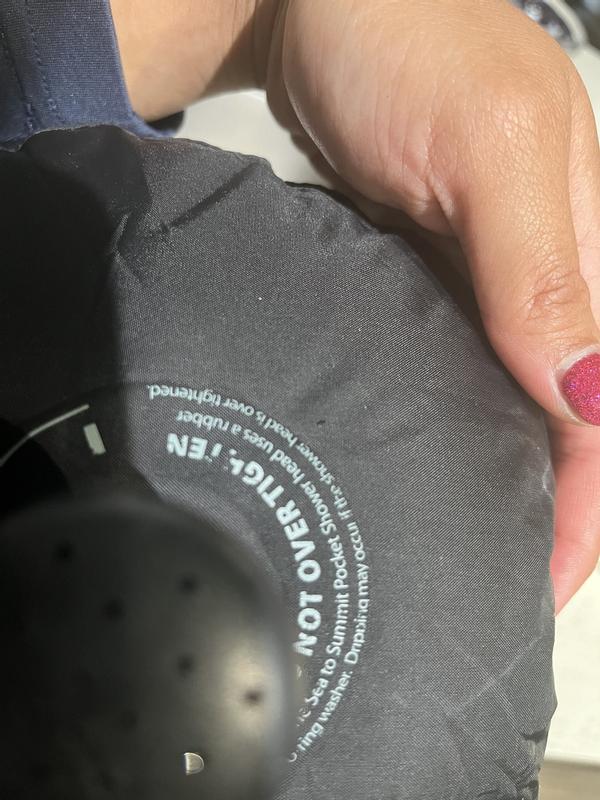 NOT OVER TIGHTEN
Sea to Summit Pocket Shower head uses a rubber
ring washer. Dripping may occur if the shower head is over tightened.